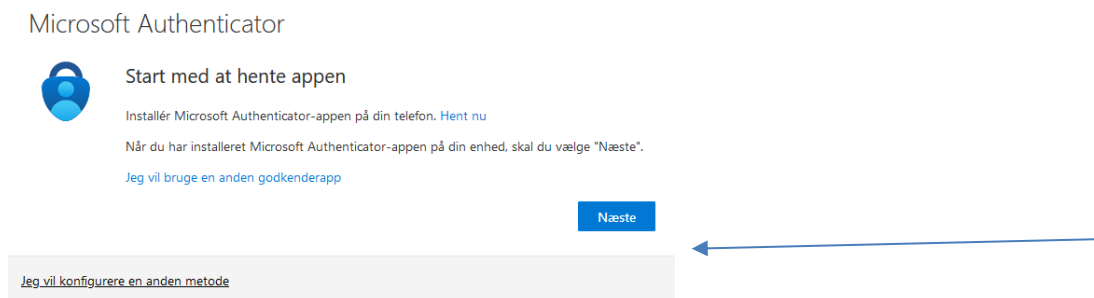 Microsoft Authenticator
Start med at hente appen
Installér Microsoft Authenticator-appen på din telefon. Hent nu
Når du har installeret Microsoft Authenticator-appen på din enhed, skal du vælge "Næste".
Jeg vil bruge en anden godkenderapp
Næste
Jeg vil konfigurere en anden metode